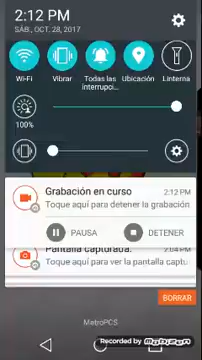 2:12 PM
SÁB., OCT. 28, 2017
Wi-Fi
Vibrar
Todas las interrupci...
Ubicación
Linterna
100%
Grabación en curso
2:12 PM
Toque aquí para detener la grabación
PAUSA
DETENER
Pantalla capturada.
2:04 PM
Toque aquí para ver la pantalla captu
BORRAR
MetroPCS
Recorded by
Mobizen